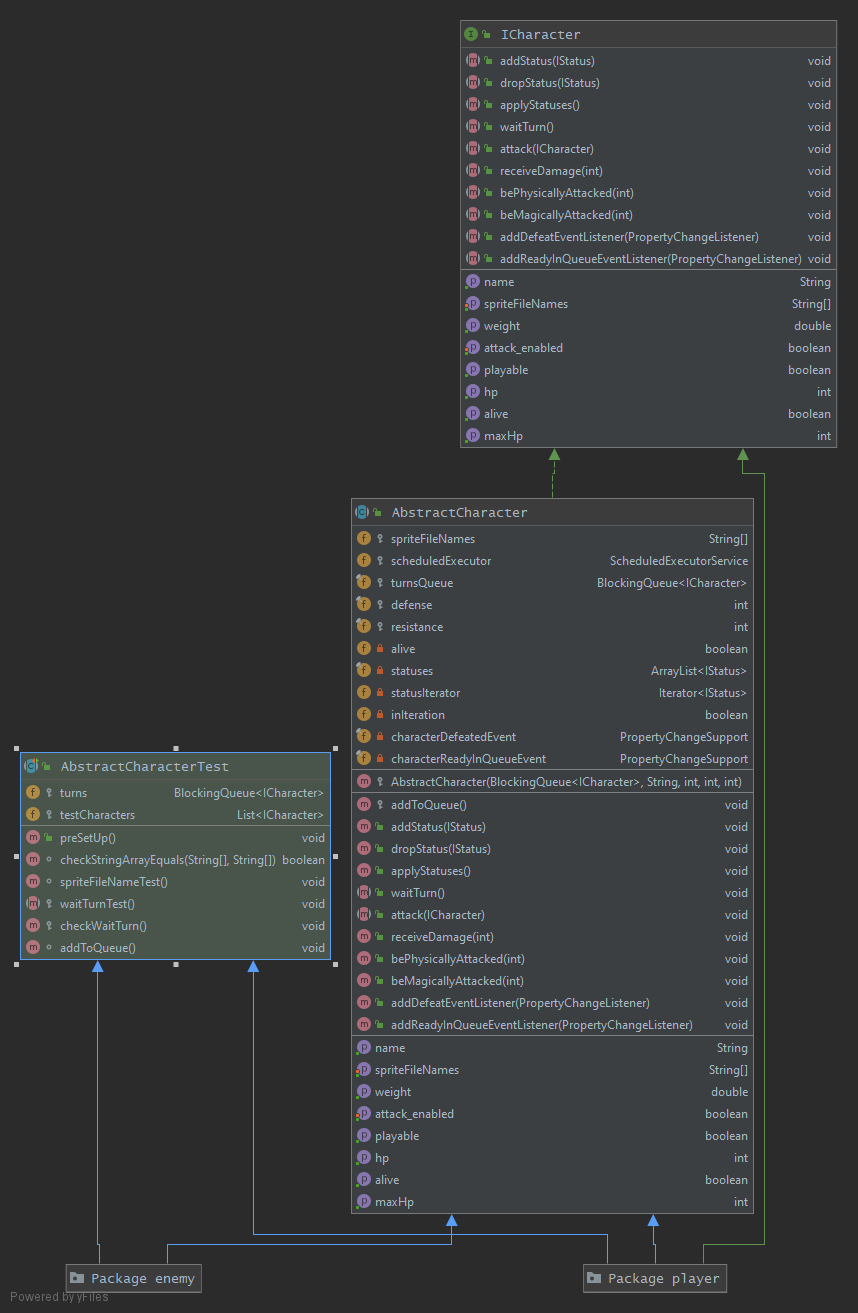 ICharacter
addStatus(IStatus) void
dropStatus(IStatus) void
applyStatuses() void
waitTurn() void
attack(ICharacter) void
receiveDamage(int) void
bePhysicallyAttacked(int) void
beMagicallyAttacked(int) void
addDefeatEventListener(PropertyChangeListener) void
addReadyInQueueEventListener(PropertyChangeListener) void
name String
spriteFileNames String[]
weight double
attack_enabled boolean
playable boolean
hp int
alive boolean
maxHp int
AbstractCharacter
spriteFileNames String[]
scheduledExecutor ScheduledExecutorService
turnsQueue BlockingQueue<ICharacter>
defense int
resistance int
alive boolean
statuses ArrayList<IStatus>
statusIterator Iterator<IStatus>
inIteration boolean
characterDefeatedEvent PropertyChangeSupport
characterReadyInQueueEvent PropertyChangeSupport
AbstractCharacter(BlockingQueue<ICharacter>, String, int, int, int)
addToQueue() void
addStatus(IStatus) void
dropStatus(IStatus) void
applyStatuses() void
waitTurn() void
attack(ICharacter) void
receiveDamage(int) void
bePhysicallyAttacked(int) void
beMagicallyAttacked(int) void
addDefeatEventListener(PropertyChangeListener) void
addReadyInQueueEventListener(PropertyChangeListener) void
name String
spriteFileNames String[]
weight double
attack_enabled boolean
playable boolean
hp int
alive boolean
maxHp int
AbstractCharacterTest
turns BlockingQueue<ICharacter>
testCharacters List<ICharacter>
preSetUp() void
checkStringArrayEquals(String[], String[]) boolean
spriteFileNameTest() void
waitTurnTest() void
checkWaitTurn() void
addToQueue() void
Package enemy
Package player
Powered by yFiles